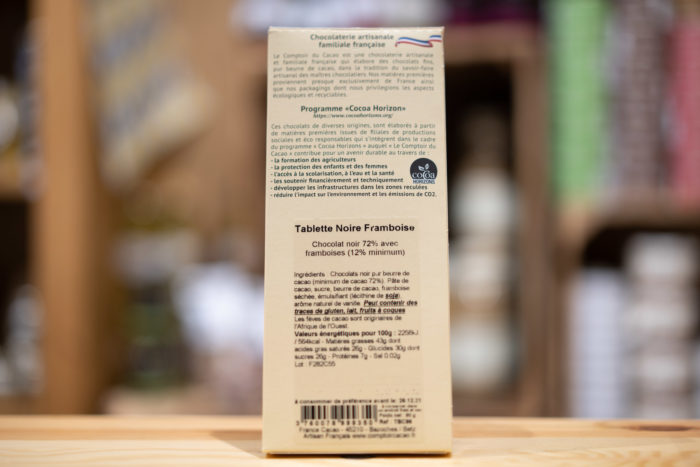 Chocolaterie artisanale
familiale française
Le Comptoir du Cacao est une chocolaterie artisanale
et familiale française qui élabore des chocolats fins,
pur beurre de cacao, dans la tradition du savoir-faire
artisanal des maîtres chocolatiers. Nos matières premières
proviennent presque exclusivement de France ainsi
que nos packagings dont nous privilégions les aspects
écologiques et recyclables.
Programme «Cocoa Horizon»
https://www.cocoahorizons.org/
Ces chocolats de diverses origines, sont élaborés à partir
de matières premières issues de filiales de productions
sociales et éco responsables qui s'intègrent dans le cadre
du programme « Cocoa Horizons » auquel « Le Comptoir du
Cacao » contribue pour un avenir durable au travers de :
- la formation des agriculteurs
- la protection des enfants et des femmes
- l'accès à la scolarisation, à l'eau et la santé
- les soutenir financièrement et techniquement
- développer les infrastructures dans les zones reculées
- réduire l'impact sur l'environnement et les émissions de CO2.
cocoa
HORIZONS
Tablette Noire Framboise
Chocolat noir 72% avec
framboises (12% minimum)
Ingrédients : Chocolats noir pur beurre de
cacao (minimum de cacao 72%). Pâte de
cacao, sucre, beurre de cacao, framboise
séchée, émulsifiant (lécithine de soja)
arôme naturel de vanille. Peut contenir des
traces de gluten, lait, fruits à coques
Les fèves de cacao sont originaires de
l'Afrique de l'Ouest.
Valeurs énergétiques pour 100g :
/ 564kcal - Matières grasses 43g dont
acides gras saturés 26g - Glucides 30g dont
sucres 26g - Protéines 7g - Sel 0.02g
Lot : F282C55
à consommer de préférence avant le: 28.12.21
3760078
France Cacao - 45210 - Bazoches / Betz
Artisan Français www.comptoircacao.fr